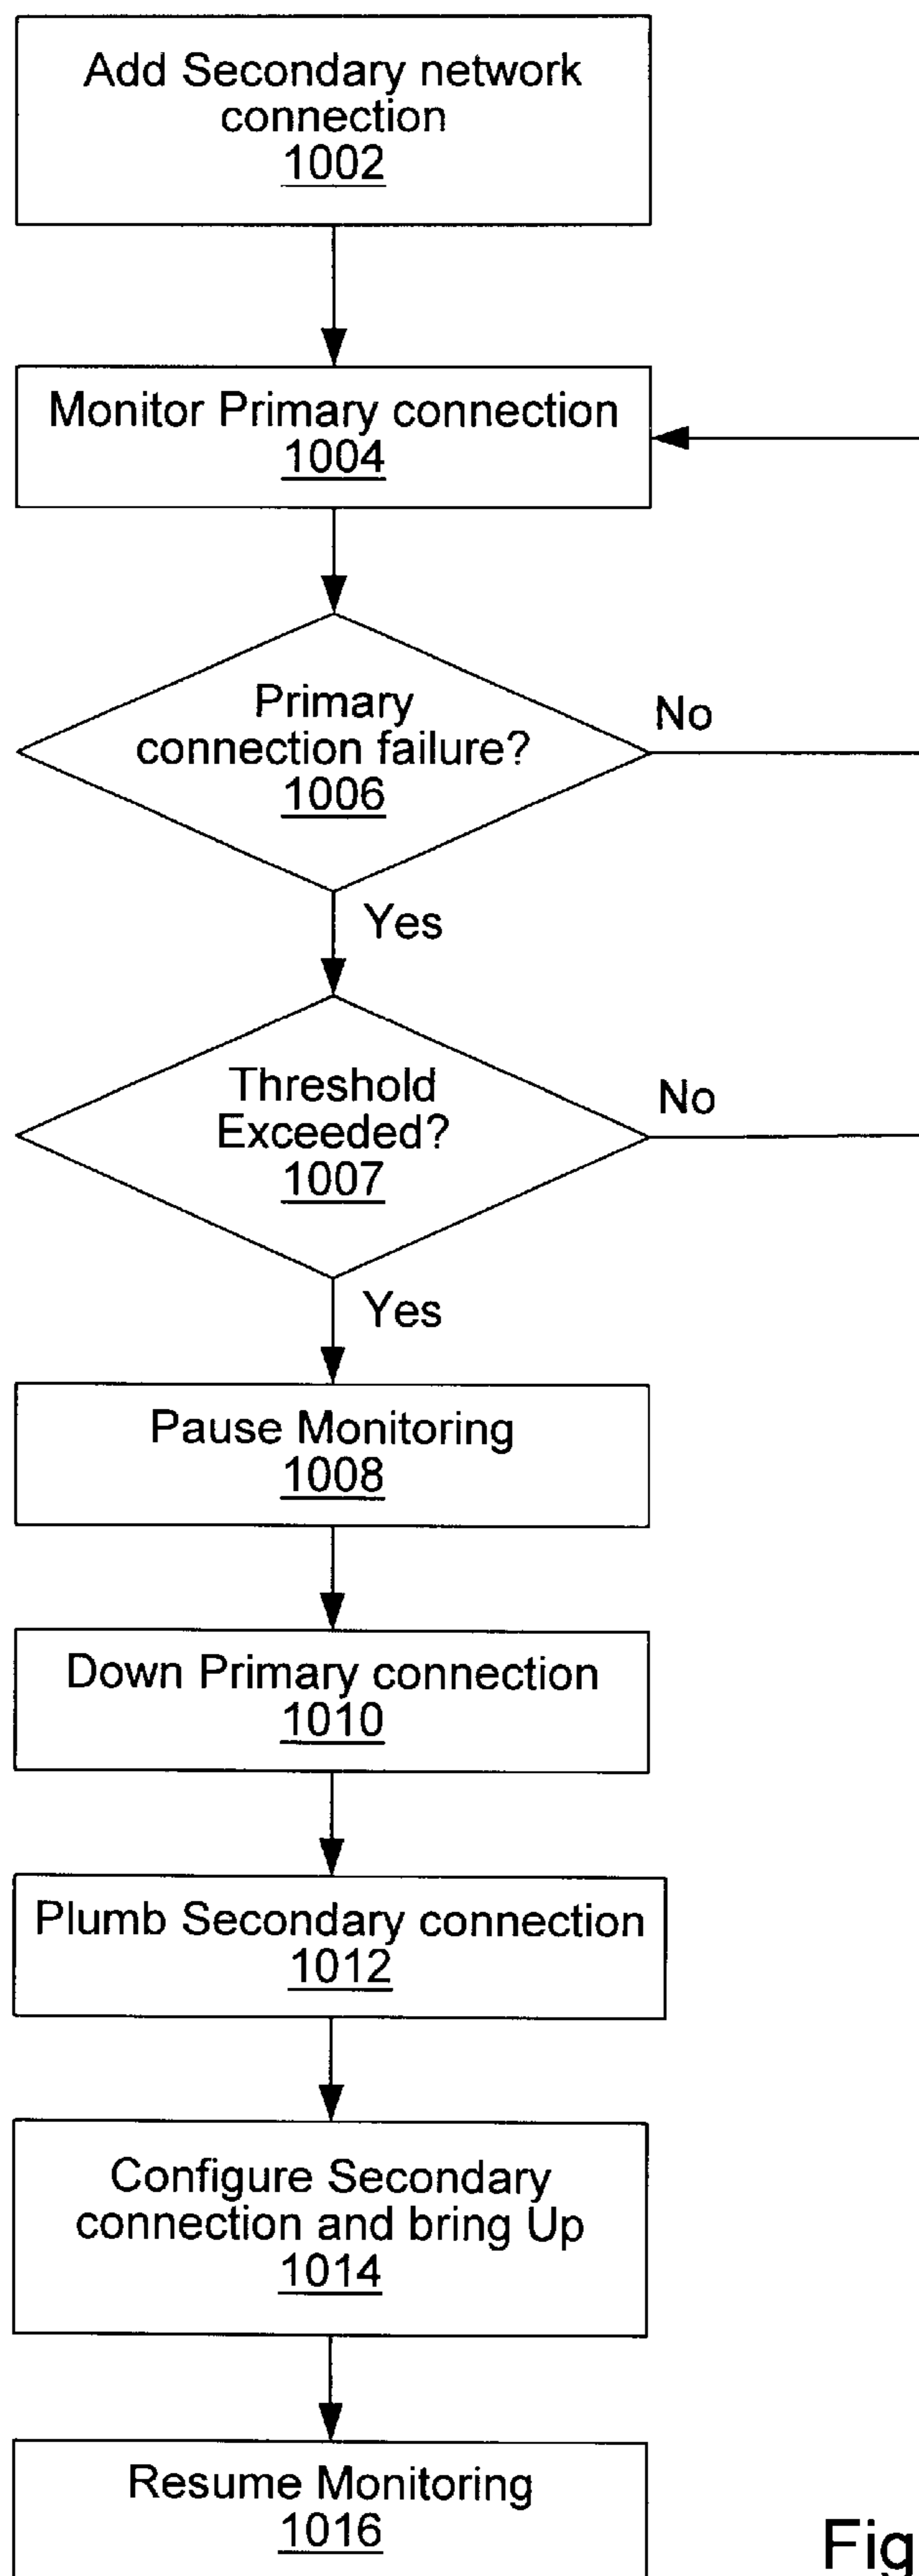 Add Secondary network
connection
1002
Monitor Primary connection
1004
Primary
connection failure?
1006
No
Yes
Threshold
Exceeded?
1007
No
Yes
Pause Monitoring
1008
Down Primary connection
1010
Plumb Secondary connection
1012
Configure Secondary
connection and bring Up
1014
Resume Monitoring
1016
Fig